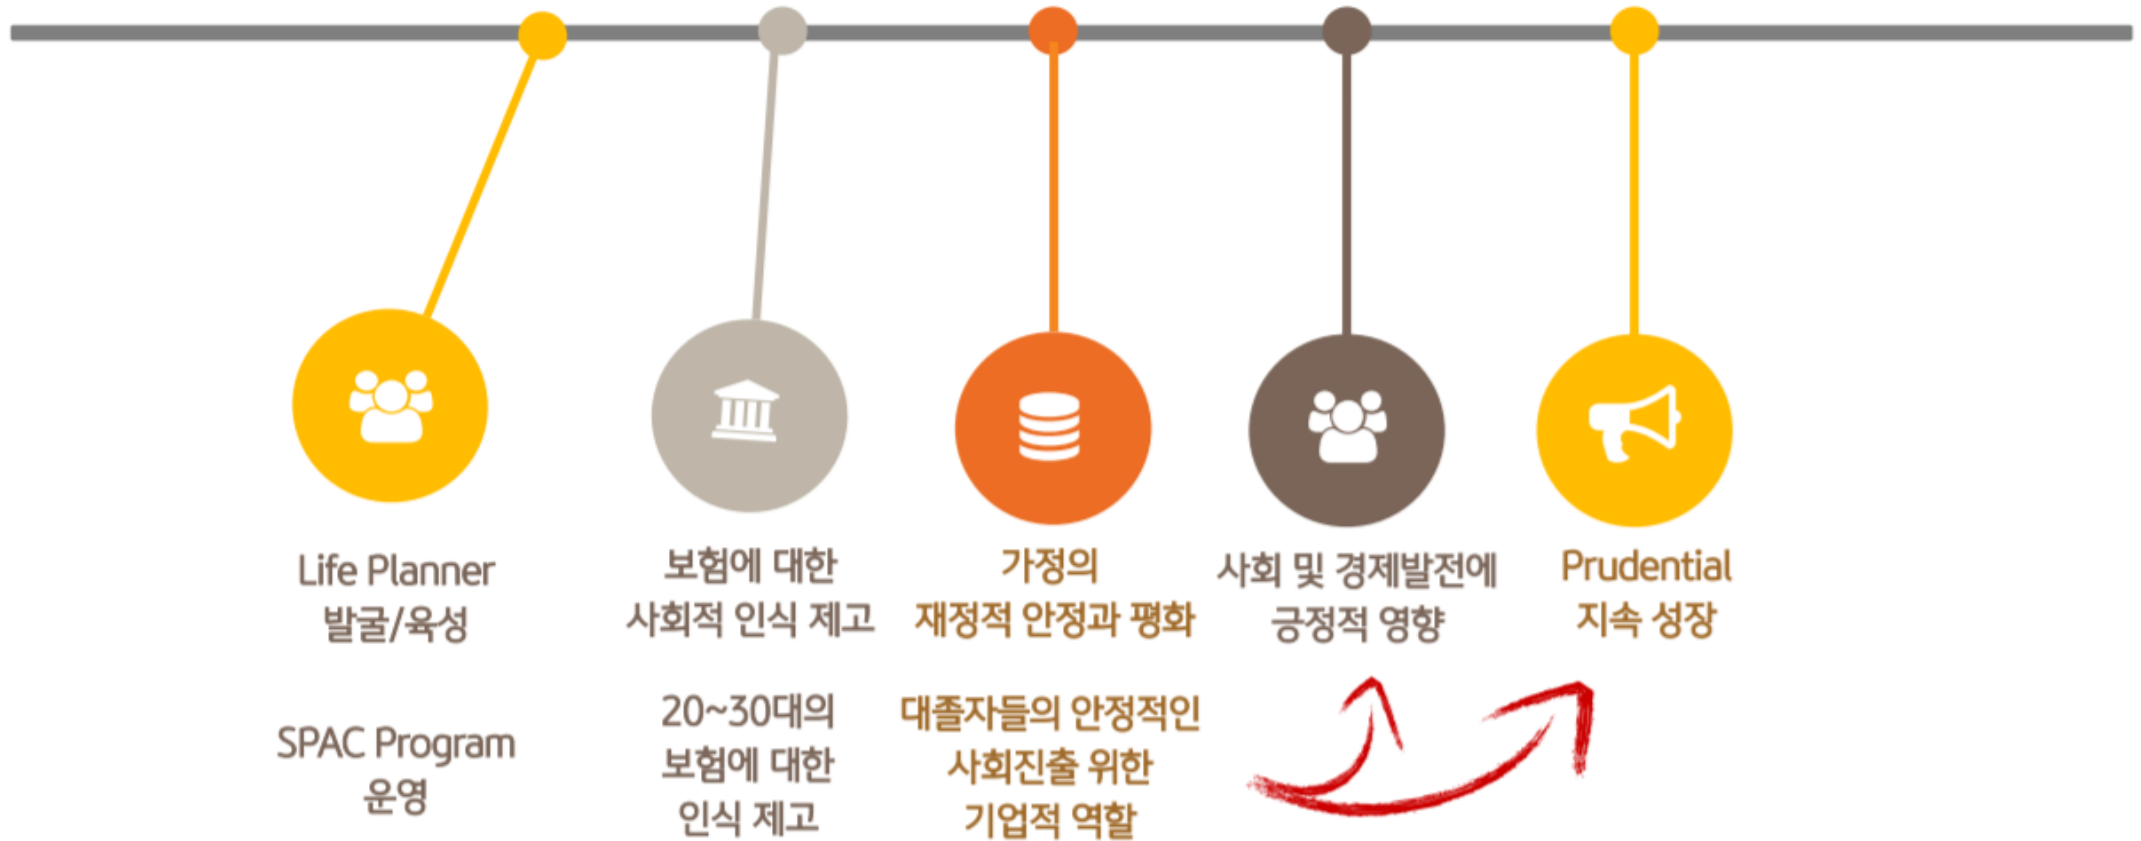 Life Planner
발굴/육성
보험에 대한
사회적 인식 제고
가정의
재정적 안정과 평화
사회 및 경제발전에
긍정적 영향
Prudential
지속 성장
SPAC Program
운영
20~30대의
보험에 대한
인식 제고
대졸자들의 안정적인
사회진출 위한
기업적 역할